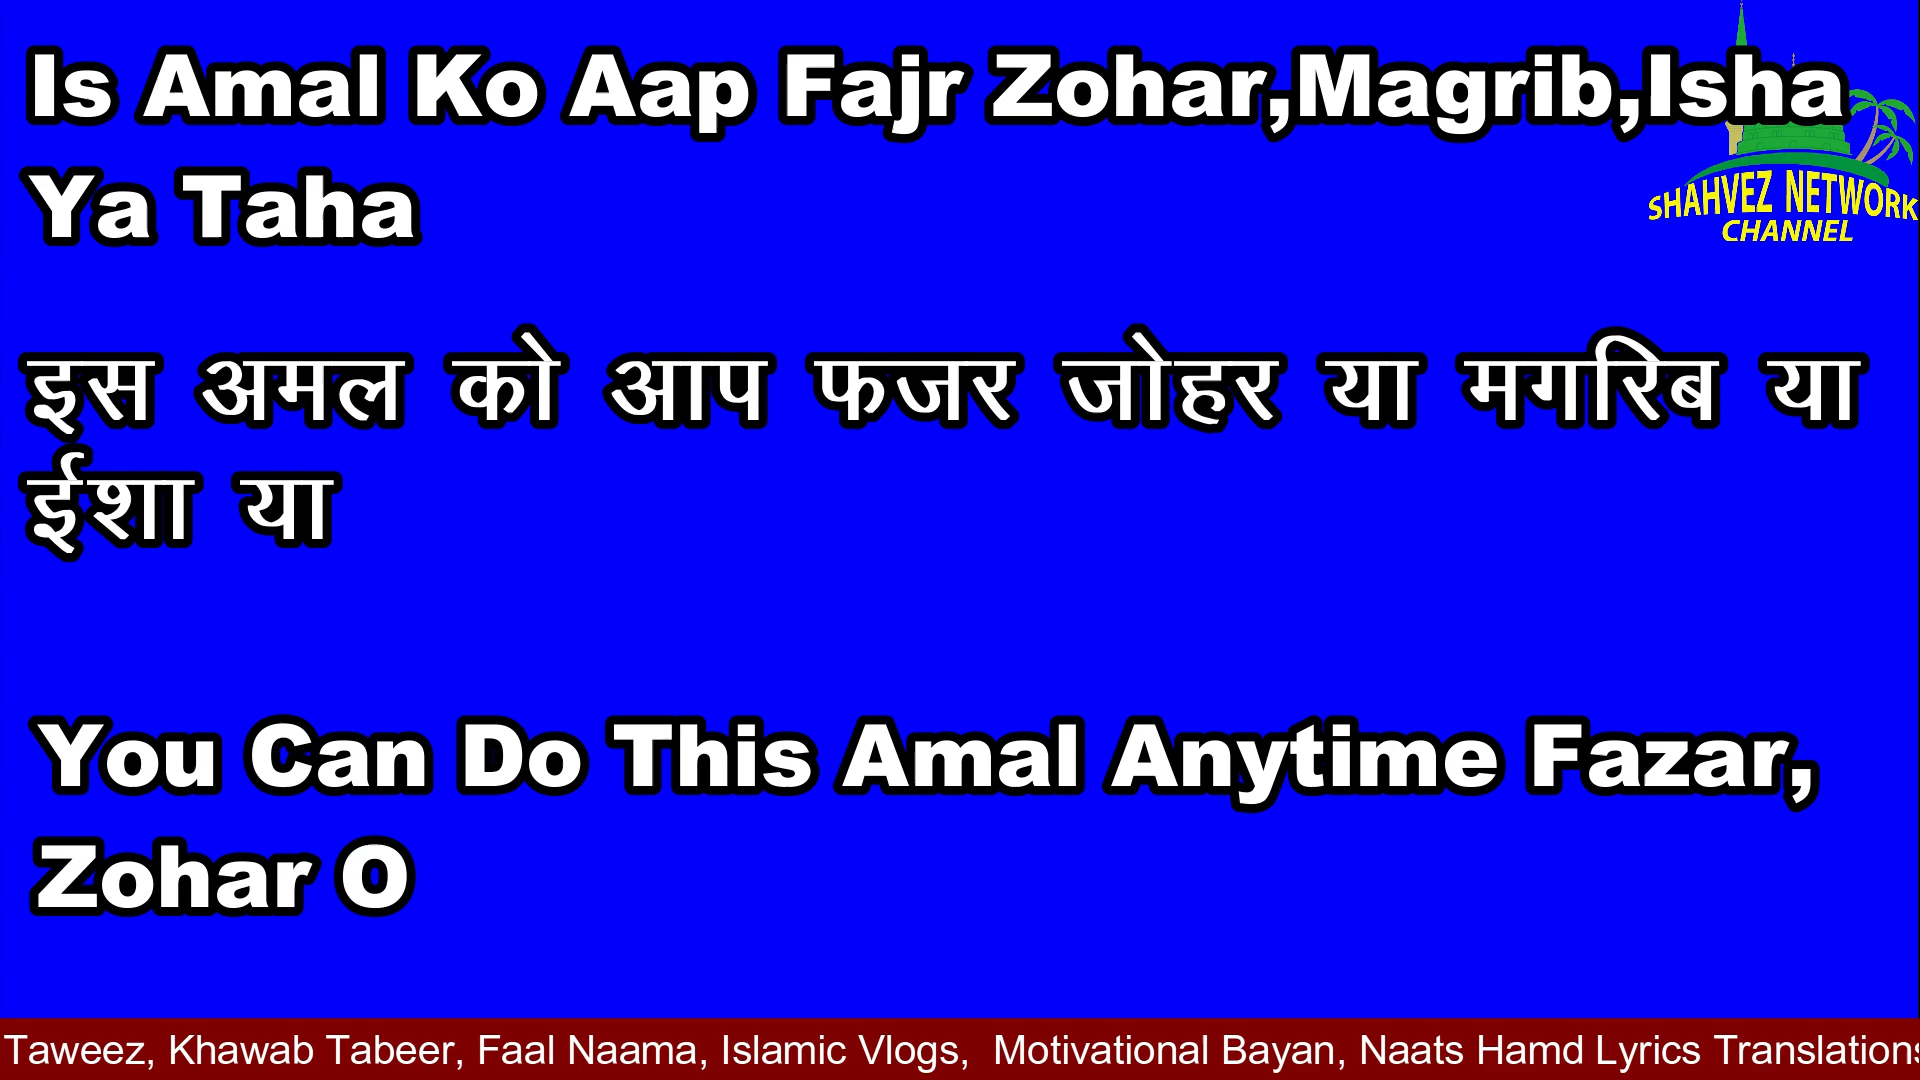 Is Amal Ko Aap Fajr Zohar,Magrib,Isha
Ya Taha
SHAHVEZ NETWORK
CHANNEL
इस अमल को आप फजर जोहर या मगरिब या
ईशा या
You Can Do This Amal Anytime Fazar,
Zohar O
Taweez, Khawab Tabeer, Faal Naama, Islamic Vlogs, Motivational Bayan, Naats Hamd Lyrics Translations